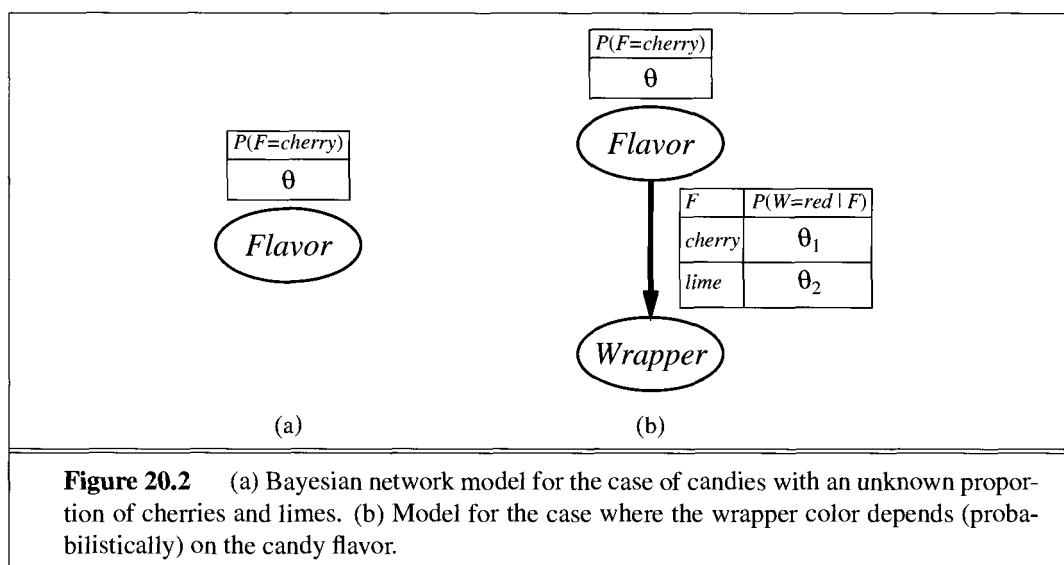 P(F=cherry)
θ
Flavor
(a)
P(F=cherry)
θ
Flavor
F P(W=red | F)
cherry θ₁
lime θ₂
Wrapper
(b)
Figure 20.2 (a) Bayesian network model for the case of candies with an unknown propor-
tion of cherries and limes. (b) Model for the case where the wrapper color depends (proba-
bilistically) on the candy flavor.